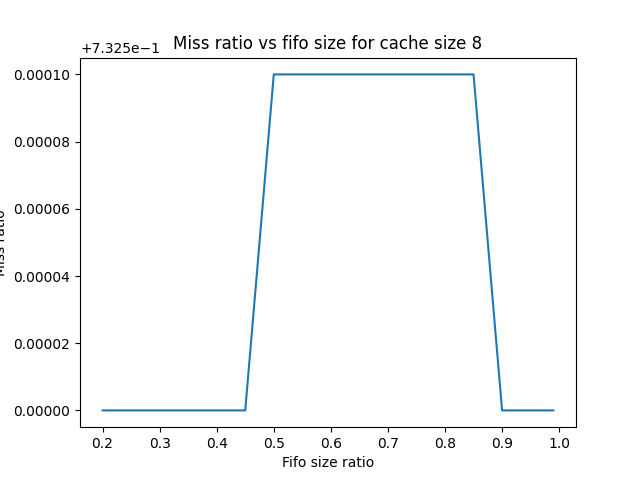 Miss ratio vs fifo size for cache size 8
+7.325e−1
0.00010
0.00008
0.00006
0.00004
0.00002
0.00000
Miss ratio
0.2 0.3 0.4 0.5 0.6 0.7 0.8 0.9 1.0
Fifo size ratio